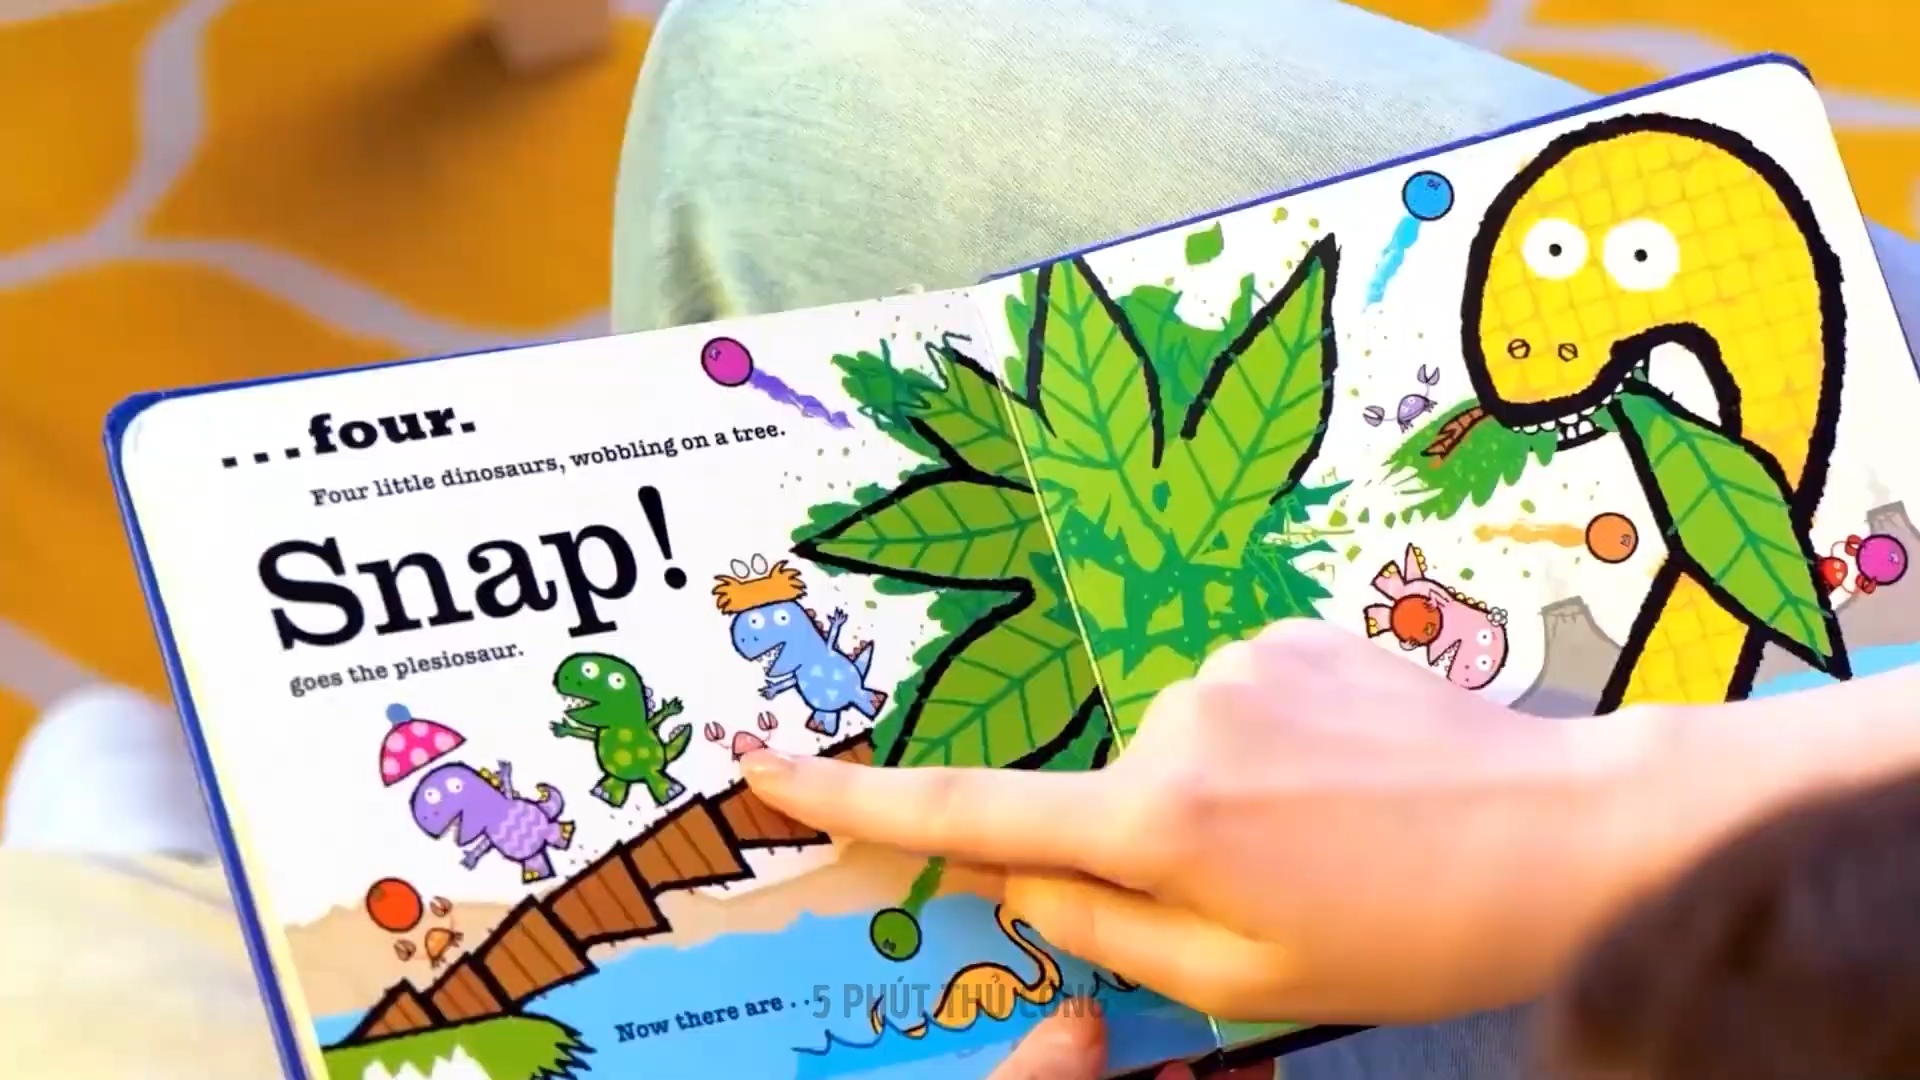 ...four.
Four little dinosaurs, wobbling on a tree.
Snap!
goes the plesiosaur.
Now there are...
5 PHÚT THỦ CÔNG